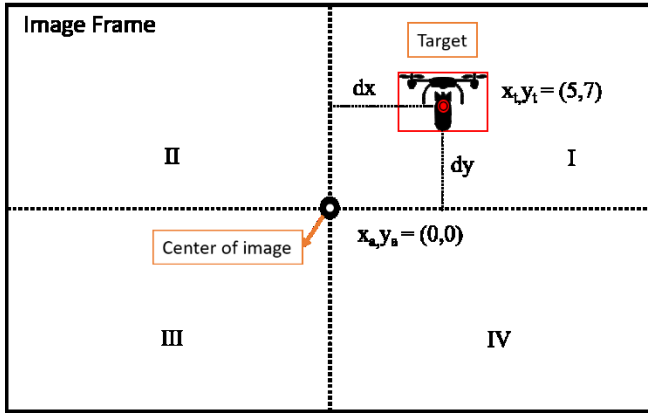 Image Frame
Target
dx
xt,yt = (5,7)
II
I
dy
Center of image
xa,ya = (0,0)
III
IV